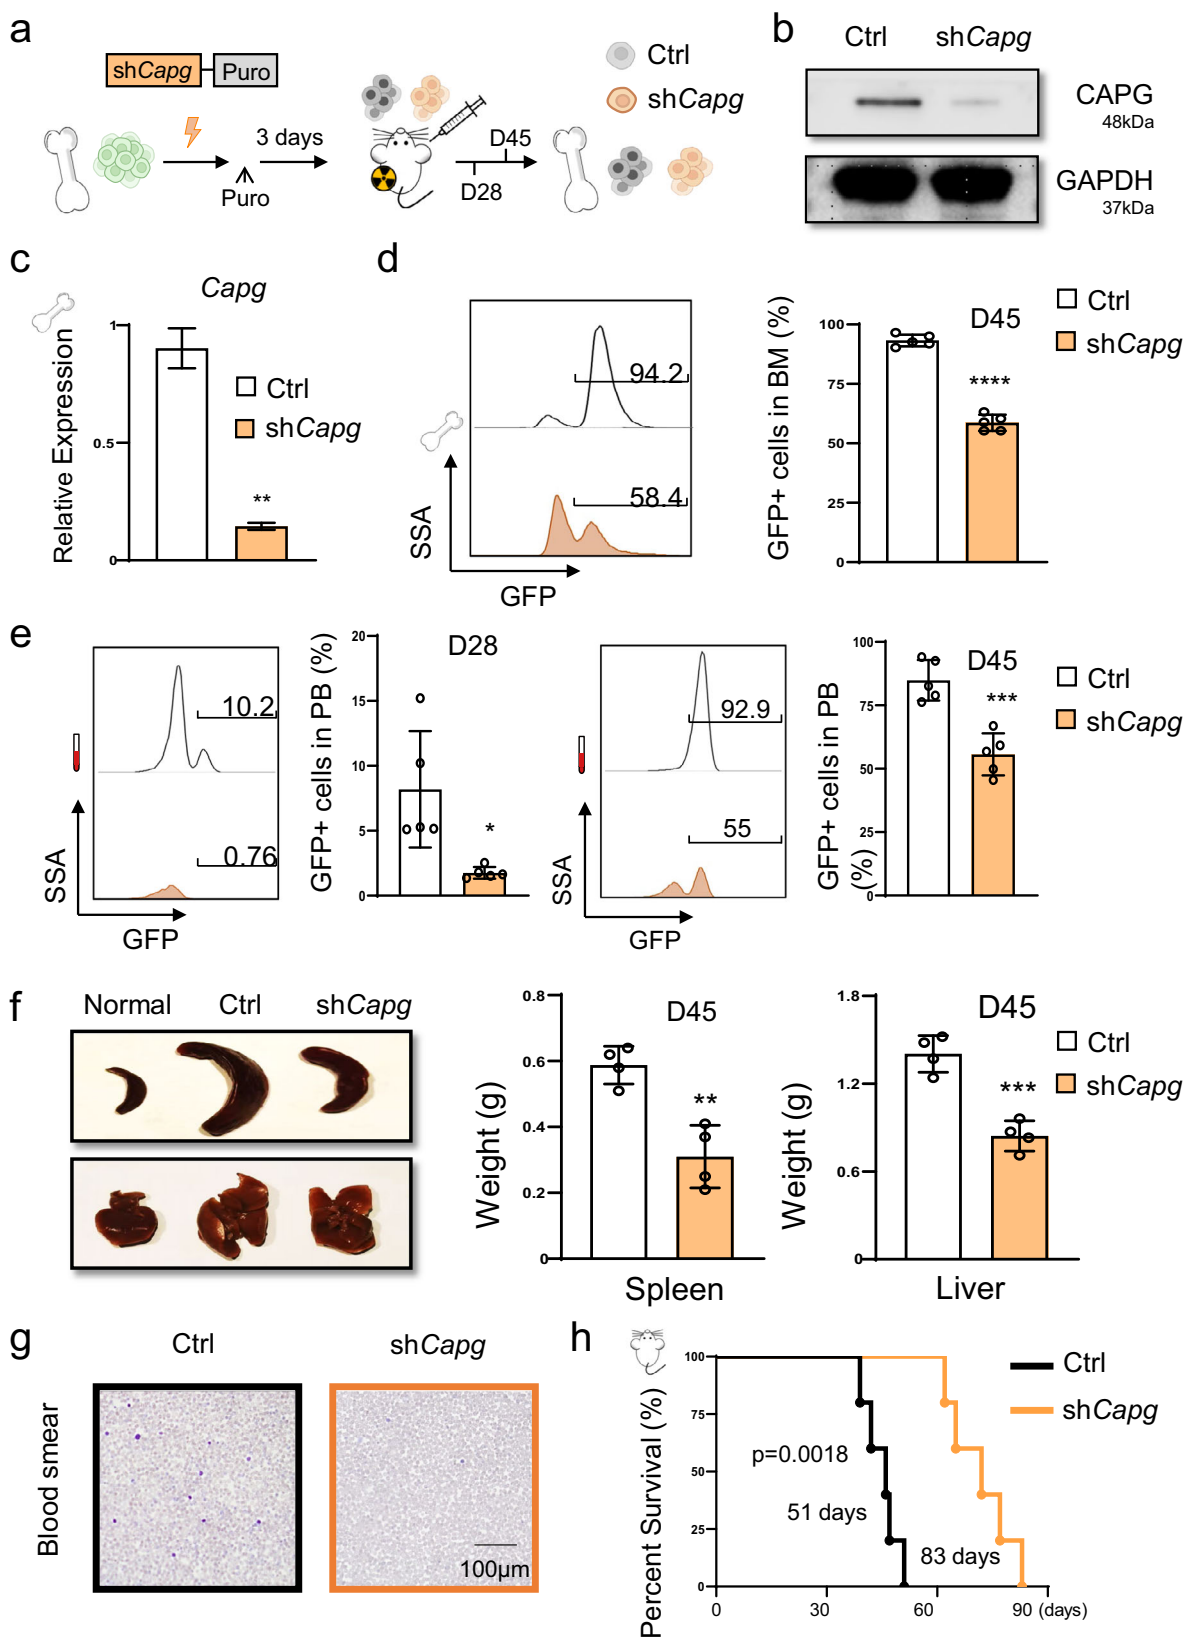 a
shCapg
Puro
Ctrl
shCapg
3 days
Puro
D45
D28
b
Ctrl
shCapg
CAPG
48kDa
GAPDH
37kDa
c
Capg
Relative Expression
1
0.5
0
**
Ctrl
shCapg
d
94.2
58.4
SSA
GFP
GFP+ cells in BM (%)
100
75
50
25
0
D45
****
Ctrl
shCapg
e
10.2
0.76
SSA
GFP
GFP+ cells in PB (%)
20
15
10
5
0
D28
*
92.9
55
SSA
GFP
GFP+ cells in PB
(%)
100
75
50
25
0
D45
***
Ctrl
shCapg
f
Normal
Ctrl
shCapg
Weight (g)
0.8
0.6
0.4
0.2
0
D45
**
Spleen
Weight (g)
1.8
1.2
0.6
0
D45
***
Liver
Ctrl
shCapg
g
Ctrl
shCapg
Blood smear
100μm
h
Percent Survival (%)
100
75
50
25
0
p=0.0018
51 days
83 days
0
30
60
90 (days)
Ctrl
shCapg